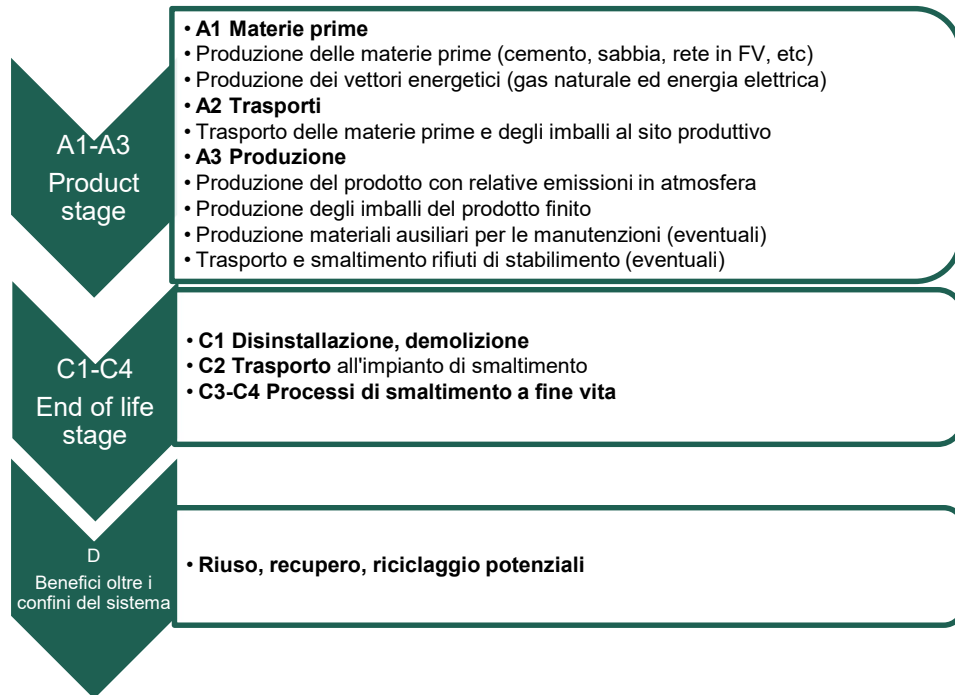 A1-A3
Product
stage
• A1 Materie prime
• Produzione delle materie prime (cemento, sabbia, rete in FV, etc)
• Produzione dei vettori energetici (gas naturale ed energia elettrica)
• A2 Trasporti
• Trasporto delle materie prime e degli imballi al sito produttivo
• A3 Produzione
• Produzione del prodotto con relative emissioni in atmosfera
• Produzione degli imballi del prodotto finito
• Produzione materiali ausiliari per le manutenzioni (eventuali)
• Trasporto e smaltimento rifiuti di stabilimento (eventuali)
C1-C4
End of life
stage
• C1 Disinstallazione, demolizione
• C2 Trasporto all'impianto di smaltimento
• C3-C4 Processi di smaltimento a fine vita
D
Benefici oltre i
confini del sistema
• Riuso, recupero, riciclaggio potenziali